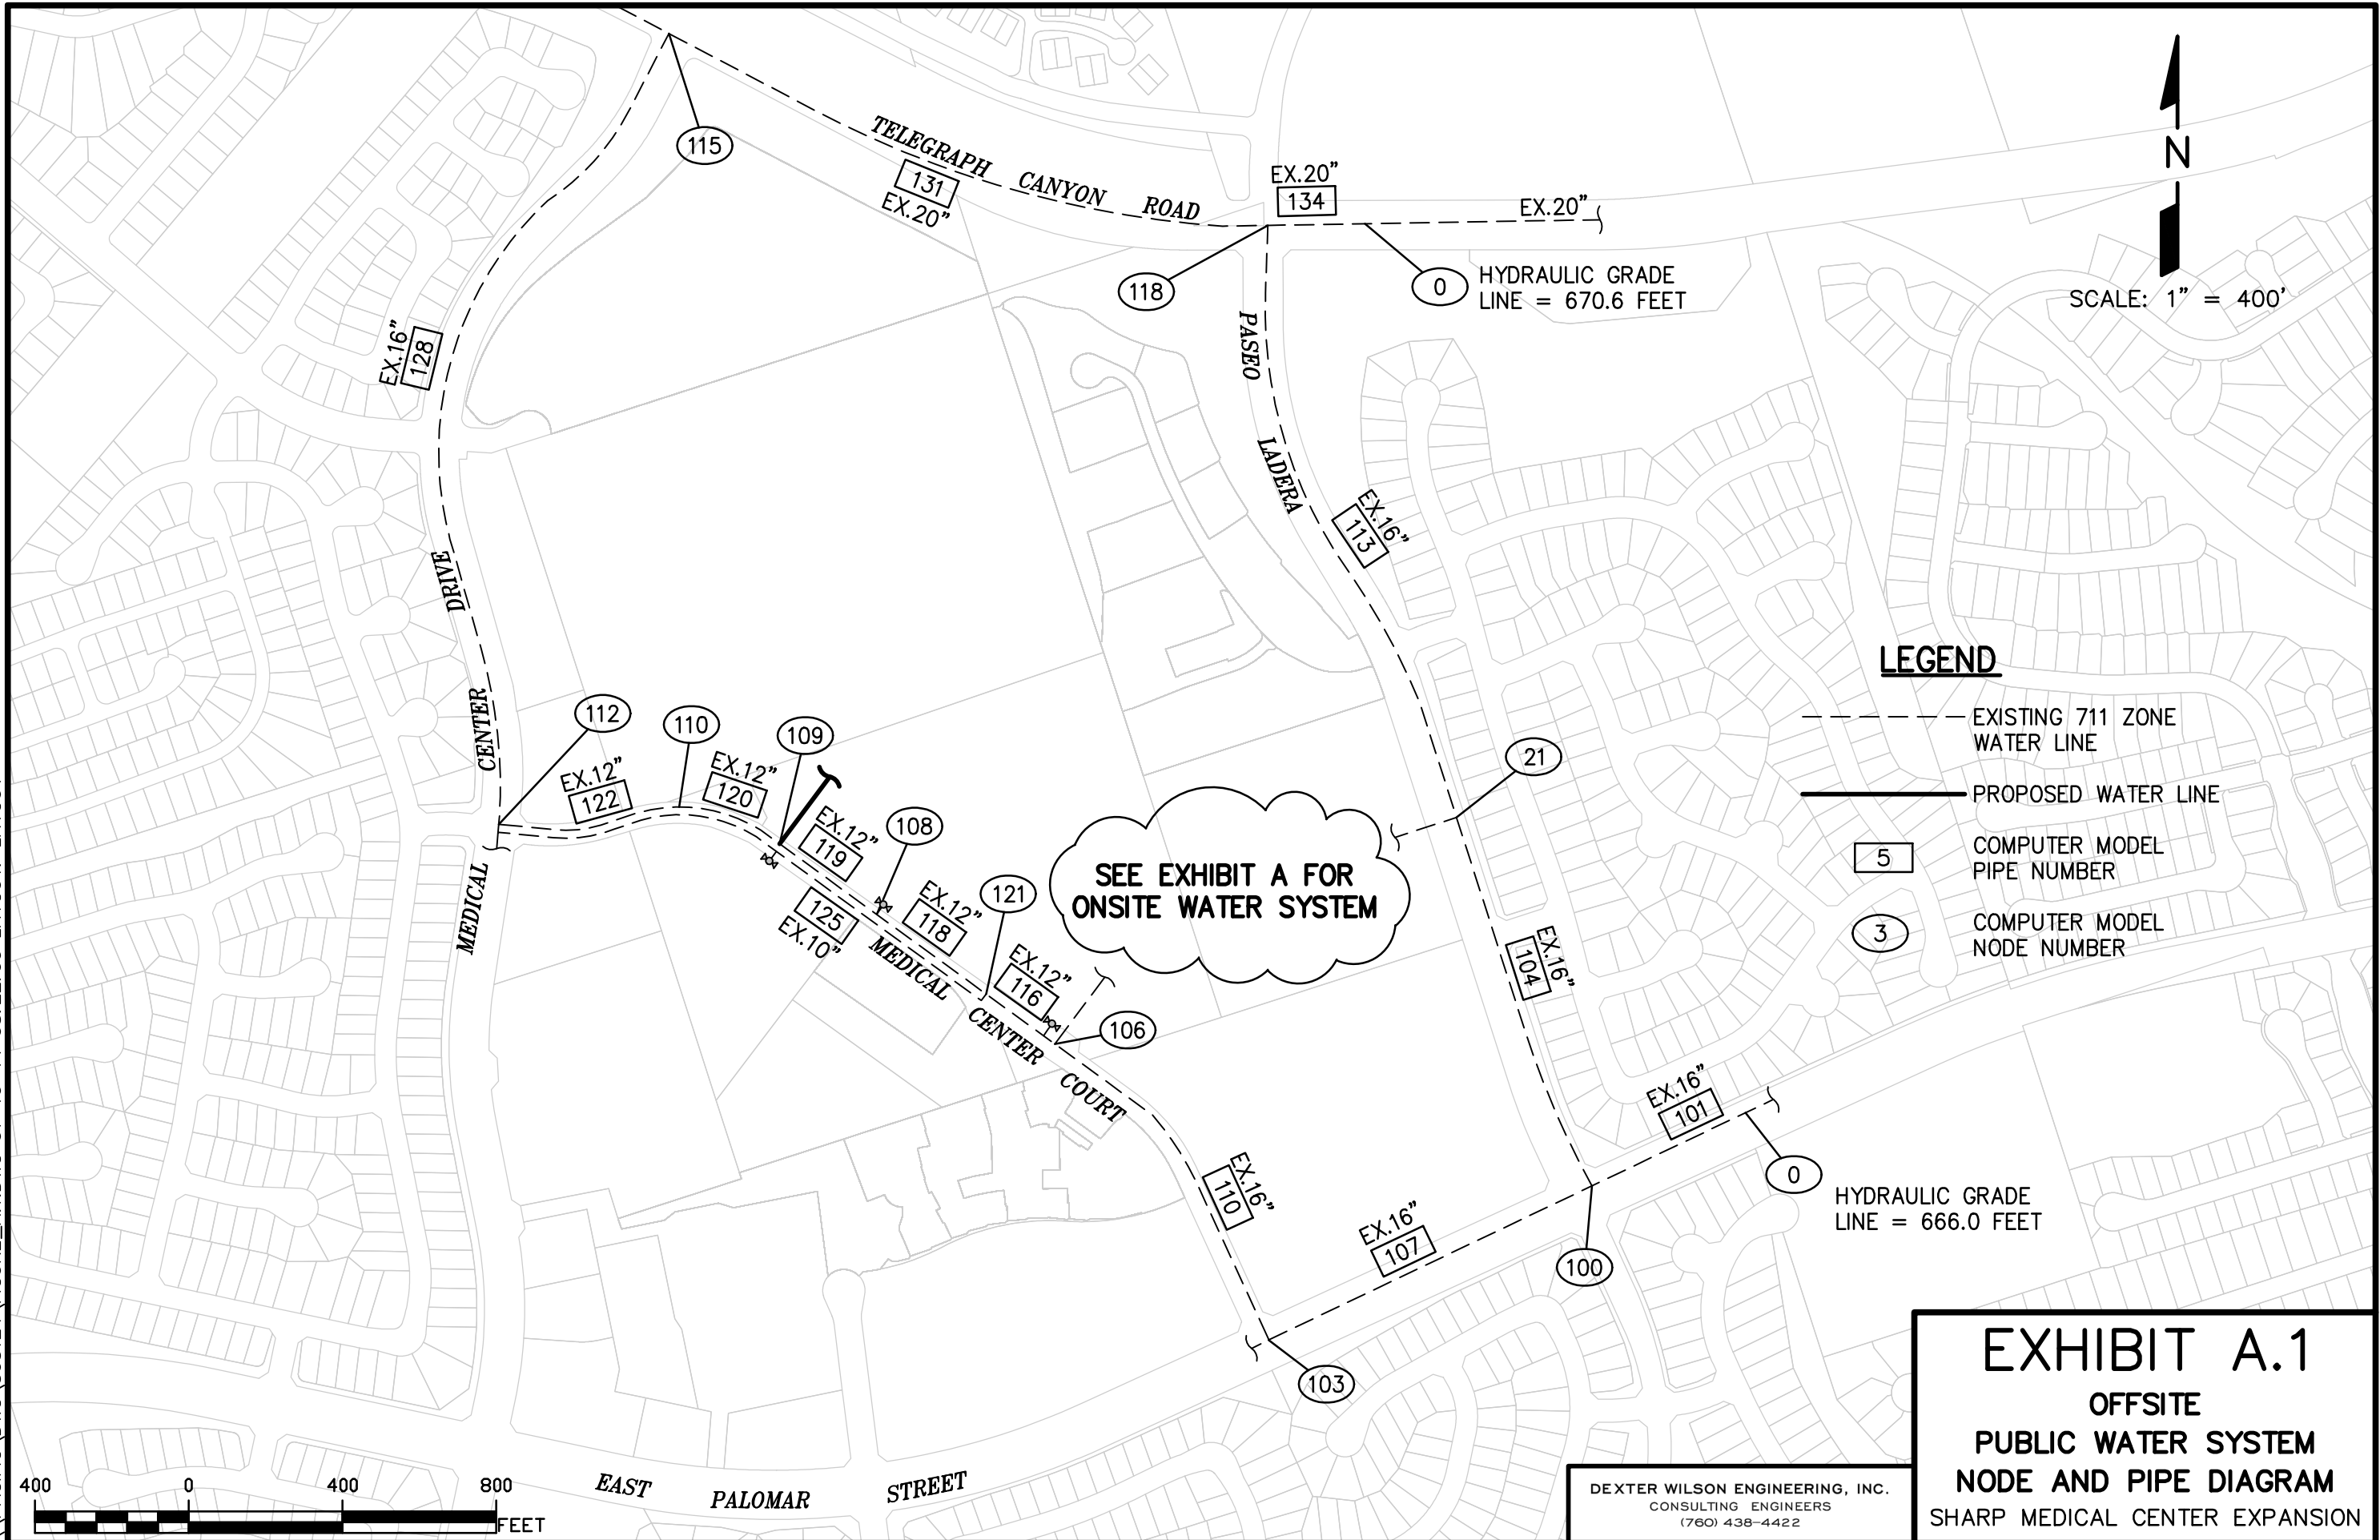 115
TELEGRAPH CANYON ROAD
131
EX.20"
EX.20"
134
EX.20"
118
0
HYDRAULIC GRADE
LINE = 670.6 FEET
N
SCALE: 1" = 400'
EX.16"
128
PASEO
LADERA
EX.16"
113
DRIVE
CENTER
MEDICAL
112
110
109
EX.12"
122
EX.12"
120
EX.12"
119
108
125
EX.10"
EX.12"
118
121
EX.12"
116
106
MEDICAL
CENTER
COURT
21
SEE EXHIBIT A FOR
ONSITE WATER SYSTEM
EX.16"
104
LEGEND
EXISTING 711 ZONE
WATER LINE
PROPOSED WATER LINE
5
COMPUTER MODEL
PIPE NUMBER
3
COMPUTER MODEL
NODE NUMBER
EX.16"
101
0
HYDRAULIC GRADE
LINE = 666.0 FEET
EX.16"
110
EX.16"
107
100
103
EAST PALOMAR STREET
400 0 400 800
FEET
DEXTER WILSON ENGINEERING, INC.
CONSULTING ENGINEERS
(760) 438-4422
EXHIBIT A.1
OFFSITE
PUBLIC WATER SYSTEM
NODE AND PIPE DIAGRAM
SHARP MEDICAL CENTER EXPANSION